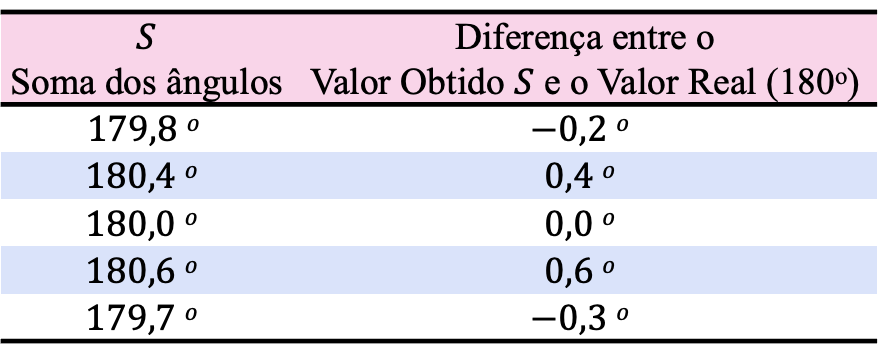 S Diferença entre o
Soma dos ângulos Valor Obtido S e o Valor Real (180º)
179,8 º −0,2 º
180,4 º 0,4 º
180,0 º 0,0 º
180,6 º 0,6 º
179,7 º −0,3 º